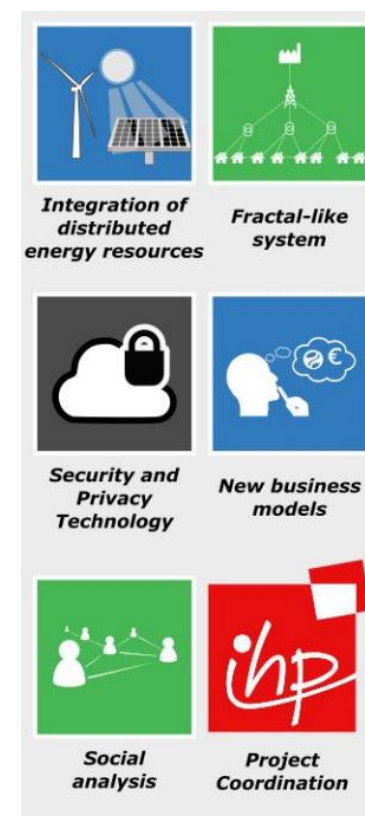 Integration of
distributed
energy resources
Fractal-like
system
€
Security and
Privacy
Technology
New business
models
ihp
Social
analysis
Project
Coordination